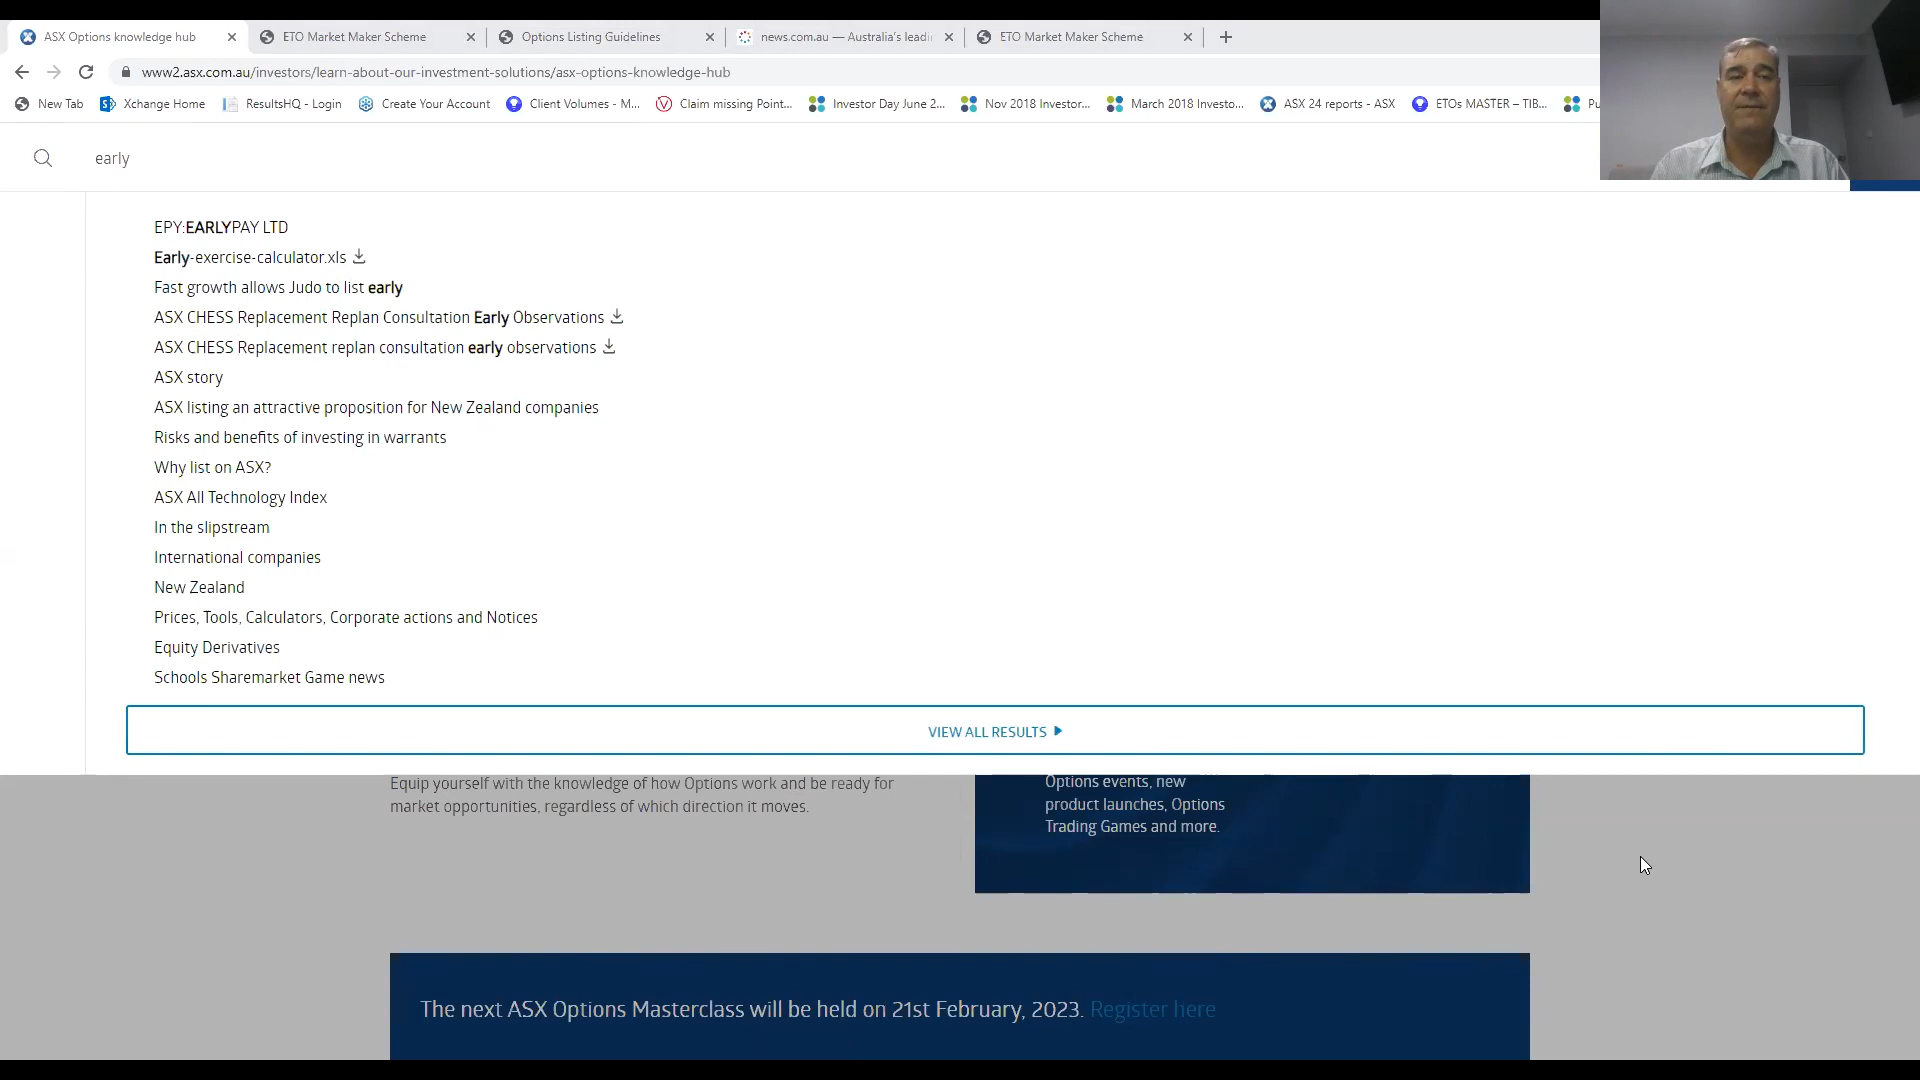 ASX Options knowledge hub
ETO Market Maker Scheme
Options Listing Guidelines
news.com.au — Australia's leadi
ETO Market Maker Scheme
www2.asx.com.au/investors/learn-about-our-investment-solutions/asx-options-knowledge-hub
New Tab
Xchange Home
ResultsHQ - Login
Create Your Account
Client Volumes - M...
Claim missing Point...
Investor Day June 2...
Nov 2018 Investor...
March 2018 Investo...
ASX 24 reports - ASX
ETOs MASTER – TIB...
Pu
early
EPY:EARLYPAY LTD
Early-exercise-calculator.xls
Fast growth allows Judo to list early
ASX CHESS Replacement Replan Consultation Early Observations
ASX CHESS Replacement replan consultation early observations
ASX story
ASX listing an attractive proposition for New Zealand companies
Risks and benefits of investing in warrants
Why list on ASX?
ASX All Technology Index
In the slipstream
International companies
New Zealand
Prices, Tools, Calculators, Corporate actions and Notices
Equity Derivatives
Schools Sharemarket Game news
VIEW ALL RESULTS
Equip yourself with the knowledge of how Options work and be ready for
market opportunities, regardless of which direction it moves.
Options events, new
product launches, Options
Trading Games and more.
The next ASX Options Masterclass will be held on 21st February, 2023. Register here